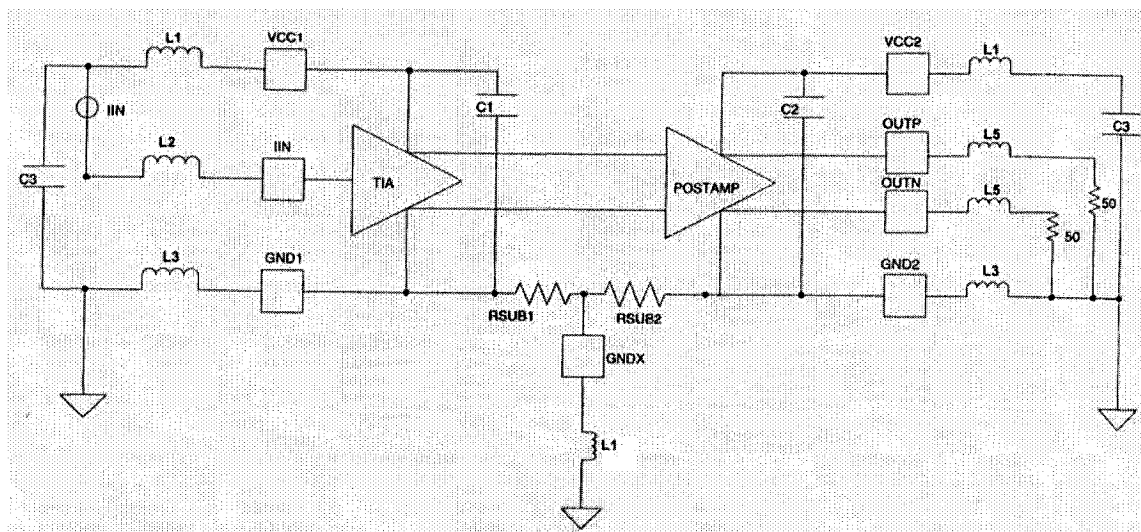 L1
VCC1
VCC2
L1
IIN
C1
C2
OUTP
L5
C3
L2
IIN
C3
TIA
POSTAMP
OUTN
L5
50
50
L3
GND1
GND2
L3
RSUB1
RSUB2
GNDX
L1